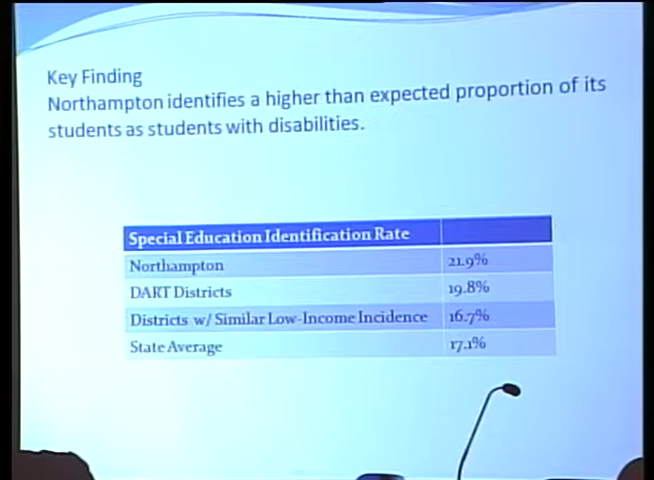 Key Finding
Northampton identifies a higher than expected proportion of its
students as students with disabilities.
Special Education Identification Rate
Northampton 21.9%
DART Districts 19.8%
Districts w/ Similar Low-Income Incidence 16.7%
State Average 17.1%